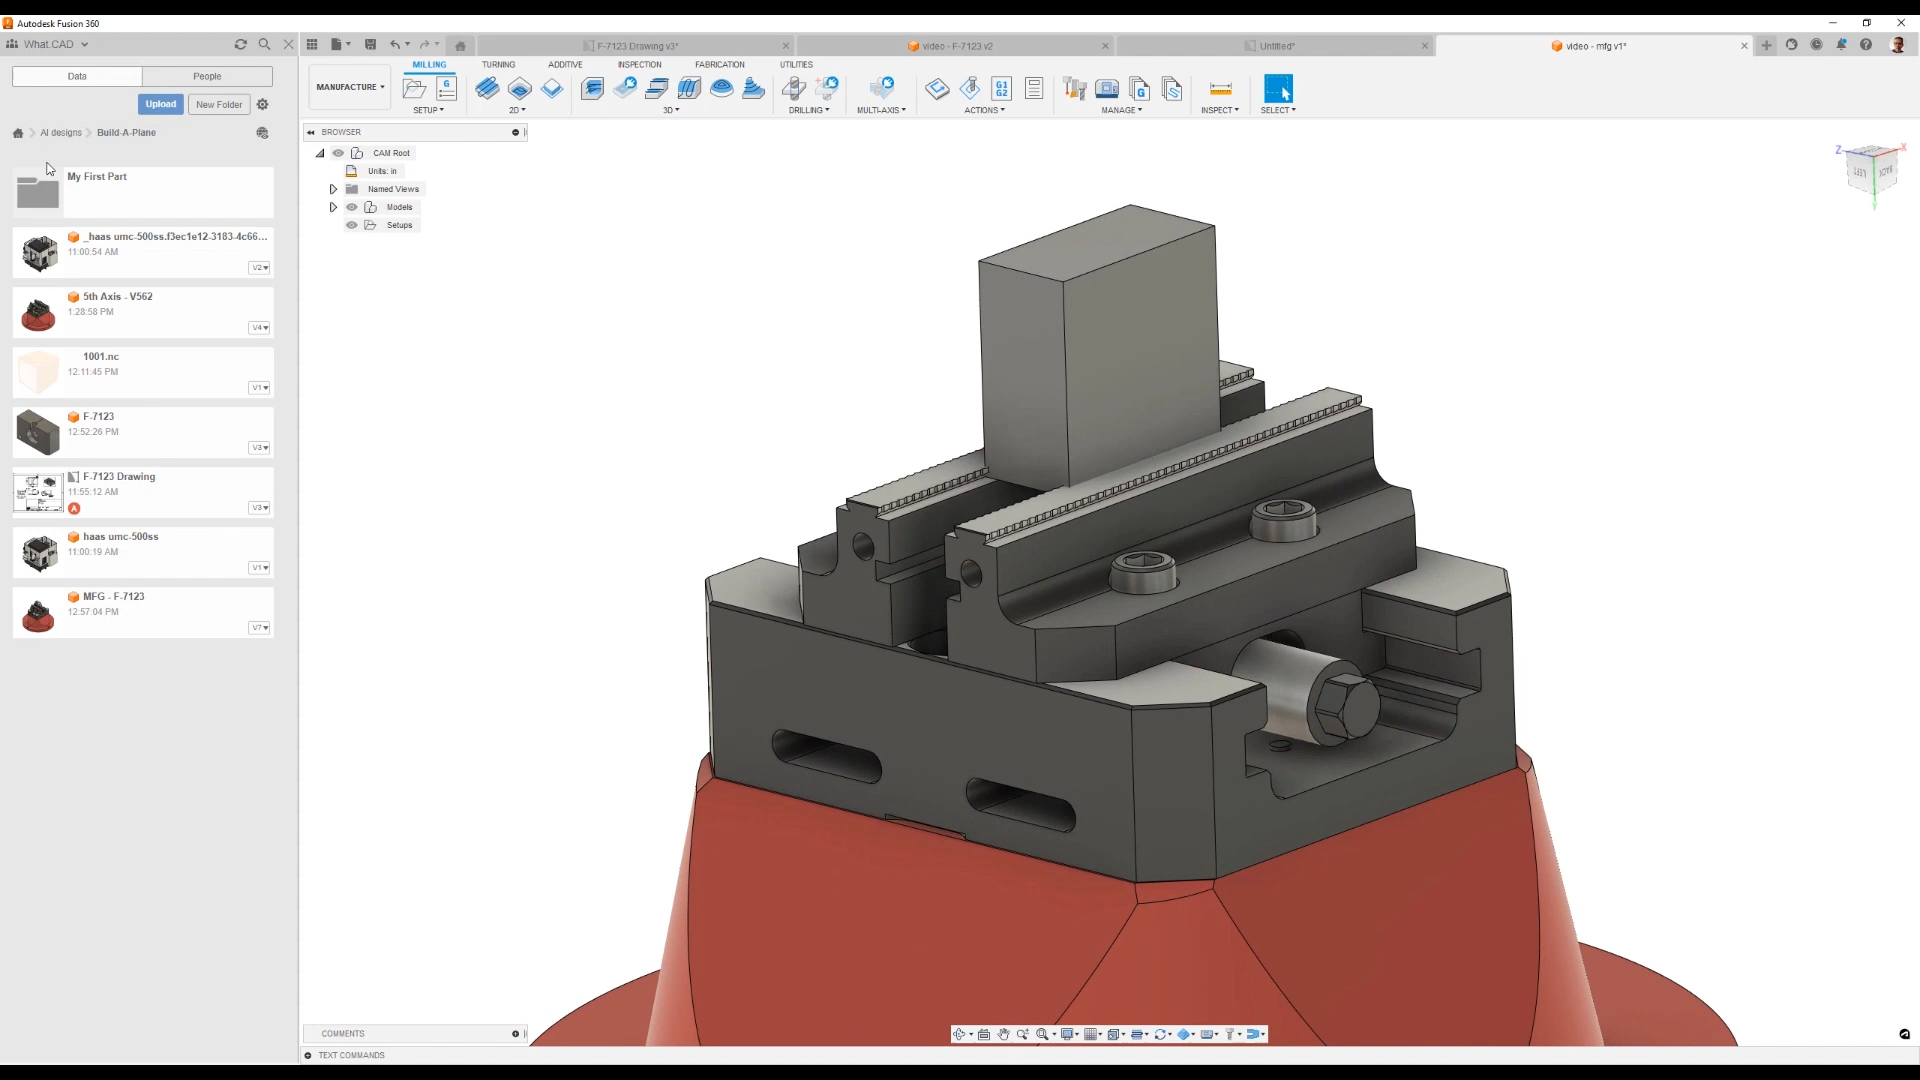 Autodesk Fusion 360
What.CAD
F-7123 Drawing v3*
video - F-7123 v2
Untitled*
video - mfg v1*
Data
People
Upload
New Folder
AI designs
Build-A-Plane
My First Part
_haas umc-500ss.f3ec1e12-3183-4c66...
11:00:54 AM
V2
5th Axis - V562
1:28:58 PM
V4
1001.nc
12:11:45 PM
V1
F-7123
12:52:26 PM
V3
F-7123 Drawing
11:55:12 AM
A
V3
haas umc-500ss
11:00:19 AM
V1
MFG - F-7123
12:57:04 PM
V7
MILLING
TURNING
ADDITIVE
INSPECTION
FABRICATION
UTILITIES
MANUFACTURE
G1
G2
SETUP
2D
3D
DRILLING
MULTI-AXIS
ACTIONS
MANAGE
INSPECT
SELECT
BROWSER
CAM Root
Units: in
Named Views
Models
Setups
Z
X
LEFT
BACK
Y
COMMENTS
TEXT COMMANDS